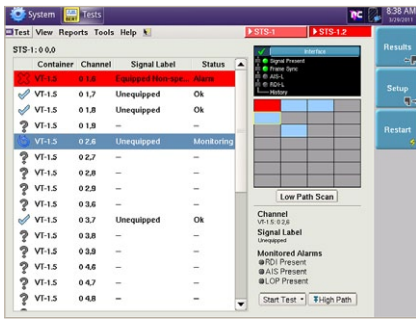 System Tests 8:38 AM
3/28/2011
Test View Reports Tools Help
STS-1 STS-1.2
STS-1: 0 0,0
Container Channel Signal Label Status
VT-1.5 0 1,6 Equipped Non-spe... Alarm
VT-1.5 0 1,7 Unequipped Ok
VT-1.5 0 1,8 Unequipped Ok
VT-1.5 0 1,9 – –
VT-1.5 0 2,6 Unequipped Monitoring
VT-1.5 0 2,7 – –
VT-1.5 0 2,8 – –
VT-1.5 0 2,9 – –
VT-1.5 0 3,6 – –
VT-1.5 0 3,7 Unequipped Ok
VT-1.5 0 3,8 – –
VT-1.5 0 3,9 – –
VT-1.5 0 4,6 – –
VT-1.5 0 4,7 – –
VT-1.5 0 4,8 – –
Interface
Signal Present
Frame Sync
AIS-L
RDI-L
History
Low Path Scan
Channel
VT-1.5: 0 2,6
Signal Label
Unequipped
Monitored Alarms
RDI Present
AIS Present
LOP Present
Start Test High Path
Results
Setup
Restart